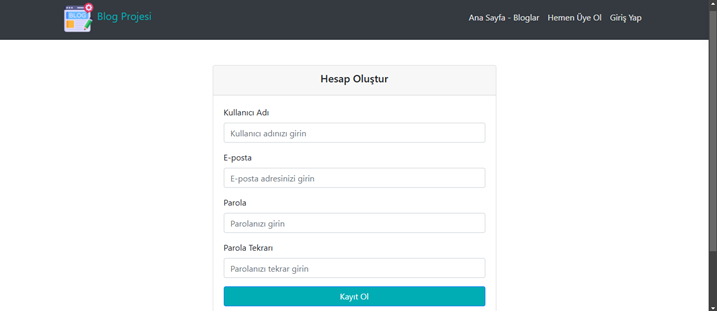 BLOG
Blog Projesi
Ana Sayfa - Bloglar Hemen Üye Ol Giriş Yap
Hesap Oluştur
Kullanıcı Adı
Kullanıcı adınızı girin
E-posta
E-posta adresinizi girin
Parola
Parolanızı girin
Parola Tekrarı
Parolanızı tekrar girin
Kayıt Ol